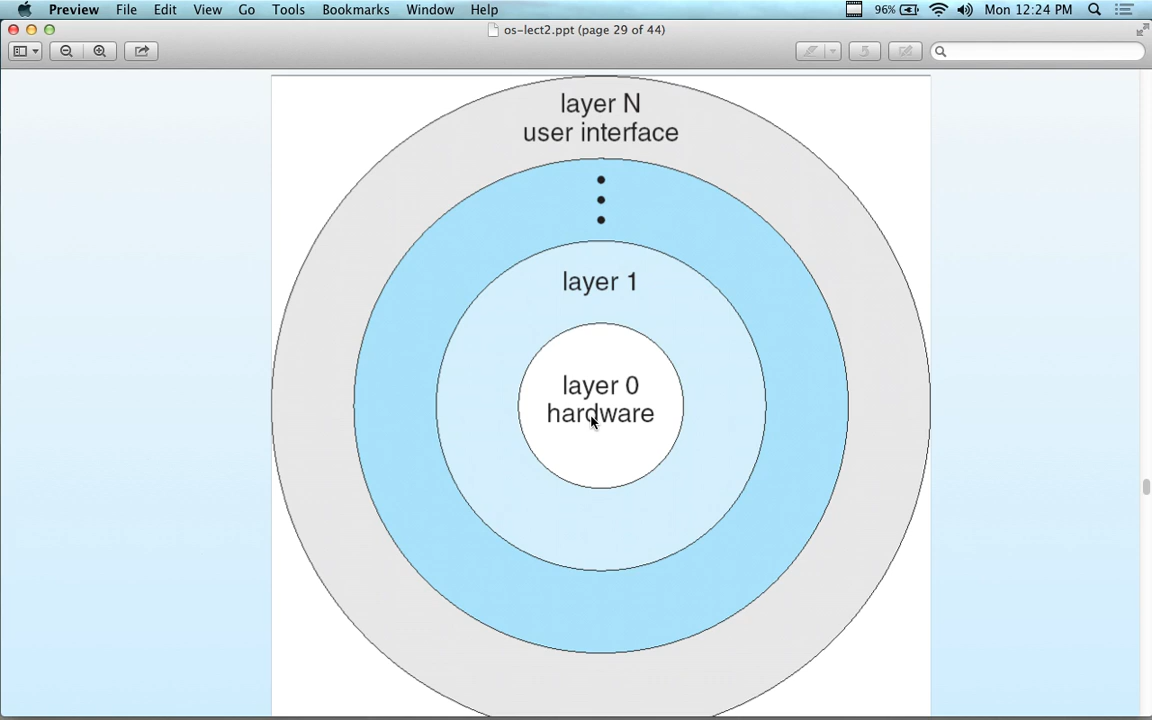 Preview File Edit View Go Tools Bookmarks Window Help 96% Mon 12:24 PM
os-lect2.ppt (page 29 of 44)
5
layer N
user interface
layer 1
layer 0
hardware